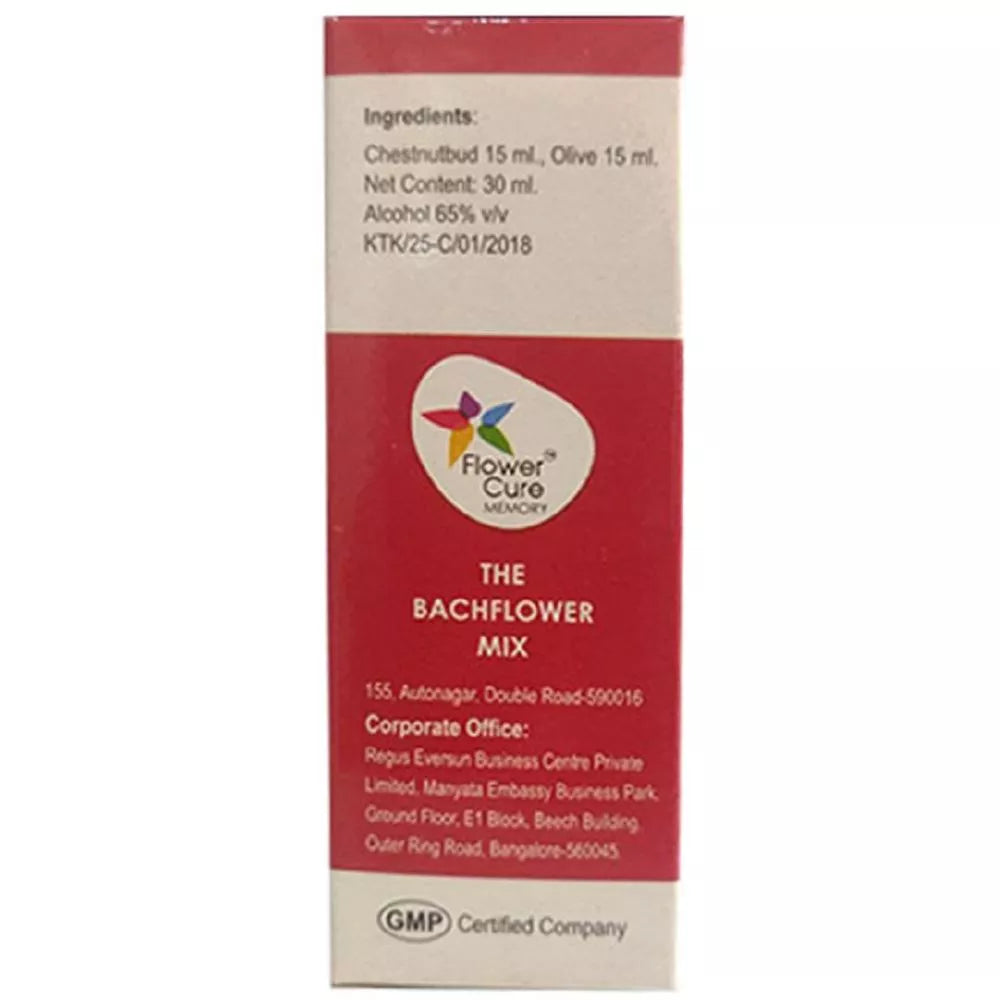 Ingredients:
Chestnutbud 15 ml., Olive 15 ml.
Net Content: 30 ml.
Alcohol 65% v/v
KTK/25-C/01/2018
Flower™
Cure
MEMORY
THE
BACHFLOWER
MIX
155, Autonagar, Double Road-590016
Corporate Office:
Regus Eversun Business Centre Private
Limited, Manyata Embassy Business Park,
Ground Floor, E1 Block, Beech Building,
Outer Ring Road, Bangalore-560045.
GMP Certified Company